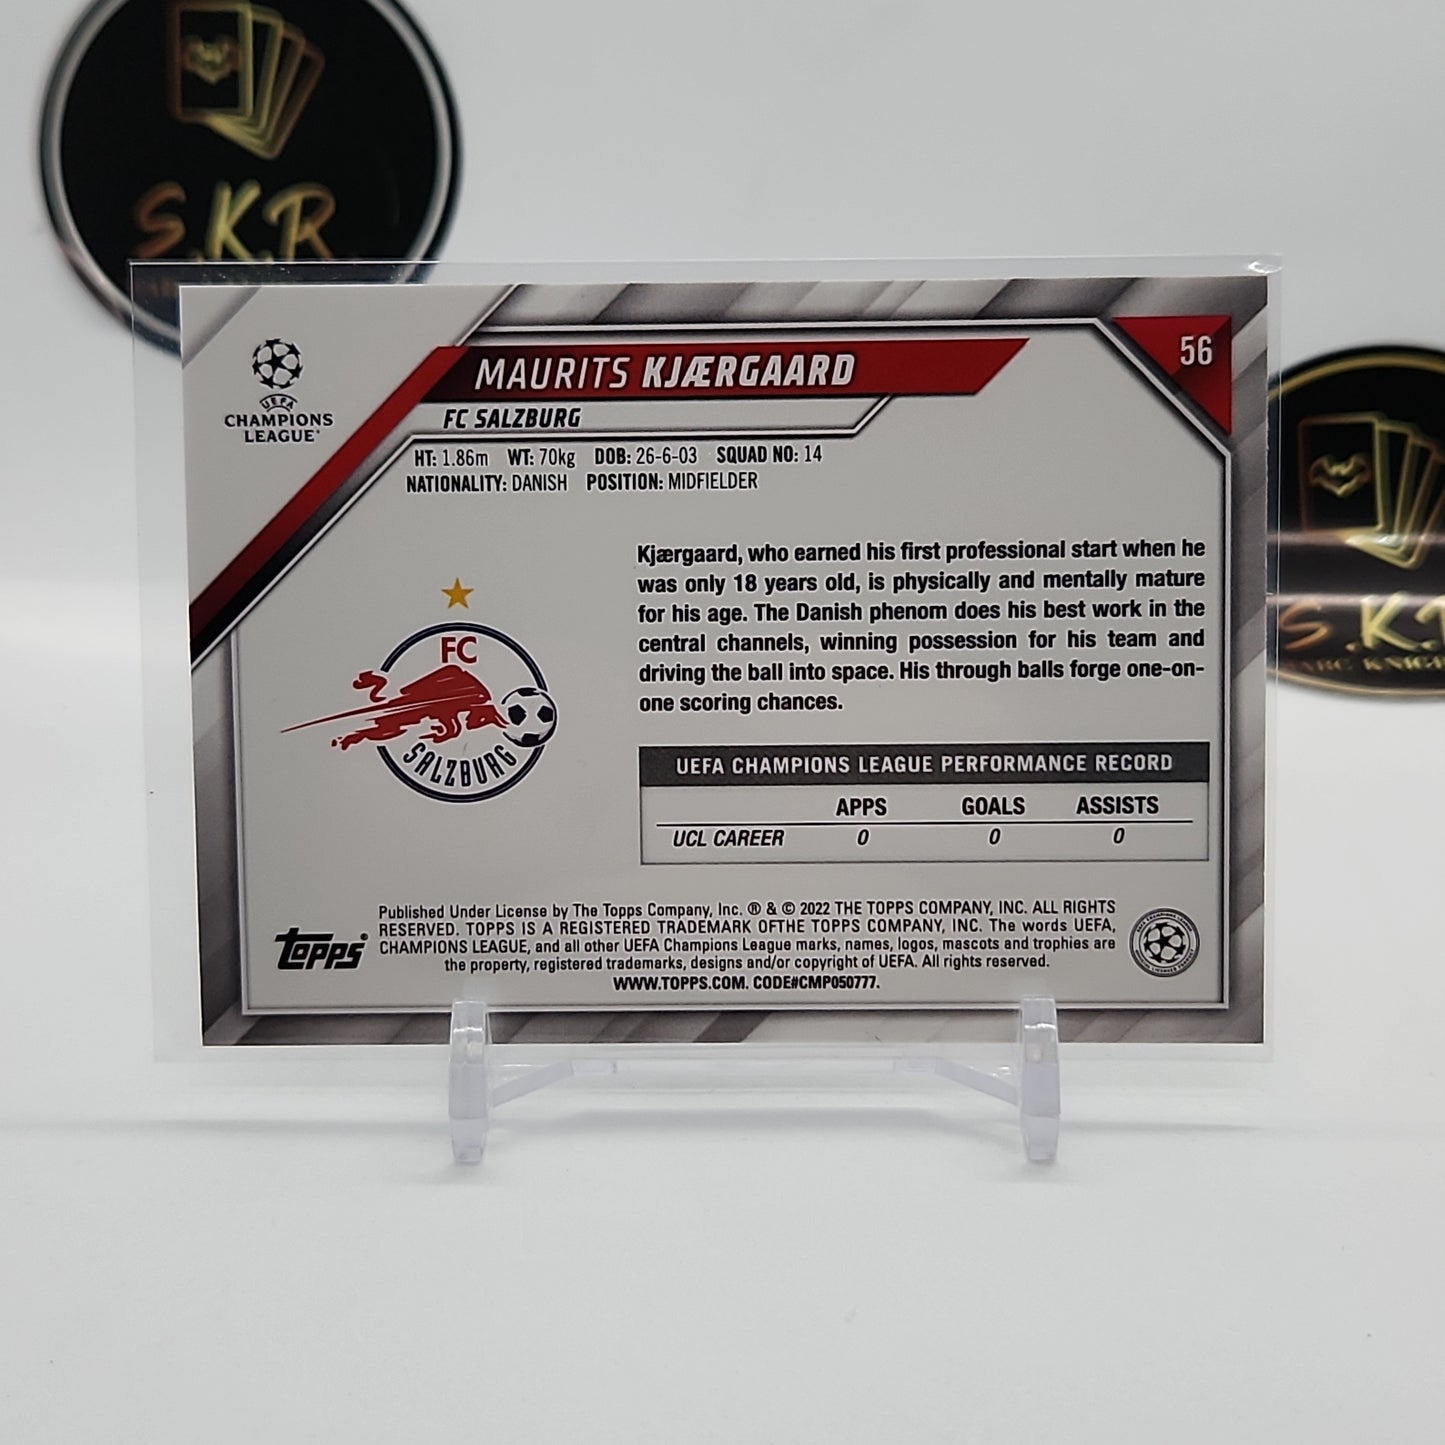 S.K.R
UEFA
CHAMPIONS
LEAGUE
MAURITS KJÆRGAARD
56
FC SALZBURG
HT: 1.86m WT: 70kg DOB: 26-6-03 SQUAD NO: 14
NATIONALITY: DANISH POSITION: MIDFIELDER
Kjærgaard, who earned his first professional start when he
was only 18 years old, is physically and mentally mature
for his age. The Danish phenom does his best work in the
central channels, winning possession for his team and
driving the ball into space. His through balls forge one-on-
one scoring chances.
FC
SALZBURG
UEFA CHAMPIONS LEAGUE PERFORMANCE RECORD
APPS GOALS ASSISTS
UCL CAREER 0 0 0
topps®
Published Under License by The Topps Company, Inc. ® & © 2022 THE TOPPS COMPANY, INC. ALL RIGHTS
RESERVED. TOPPS IS A REGISTERED TRADEMARK OFTHE TOPPS COMPANY, INC. The words UEFA,
CHAMPIONS LEAGUE, and all other UEFA Champions League marks, names, logos, mascots and trophies are
the property, registered trademarks, designs and/or copyright of UEFA. All rights reserved.
WWW.TOPPS.COM. CODE#CMP050777.
S.K.R